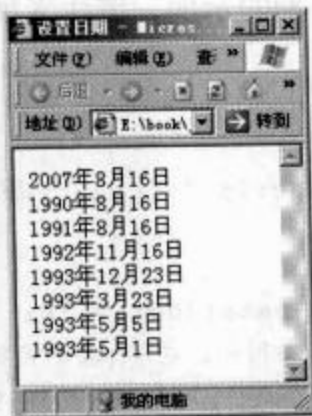 设置日期 - Micros...
文件(F) 编辑(E) 查 »
后退 »
地址(D) E:\book\ 转到
2007年8月16日
1990年8月16日
1991年8月16日
1992年11月16日
1993年12月23日
1993年3月23日
1993年5月5日
1993年5月1日
我的电脑